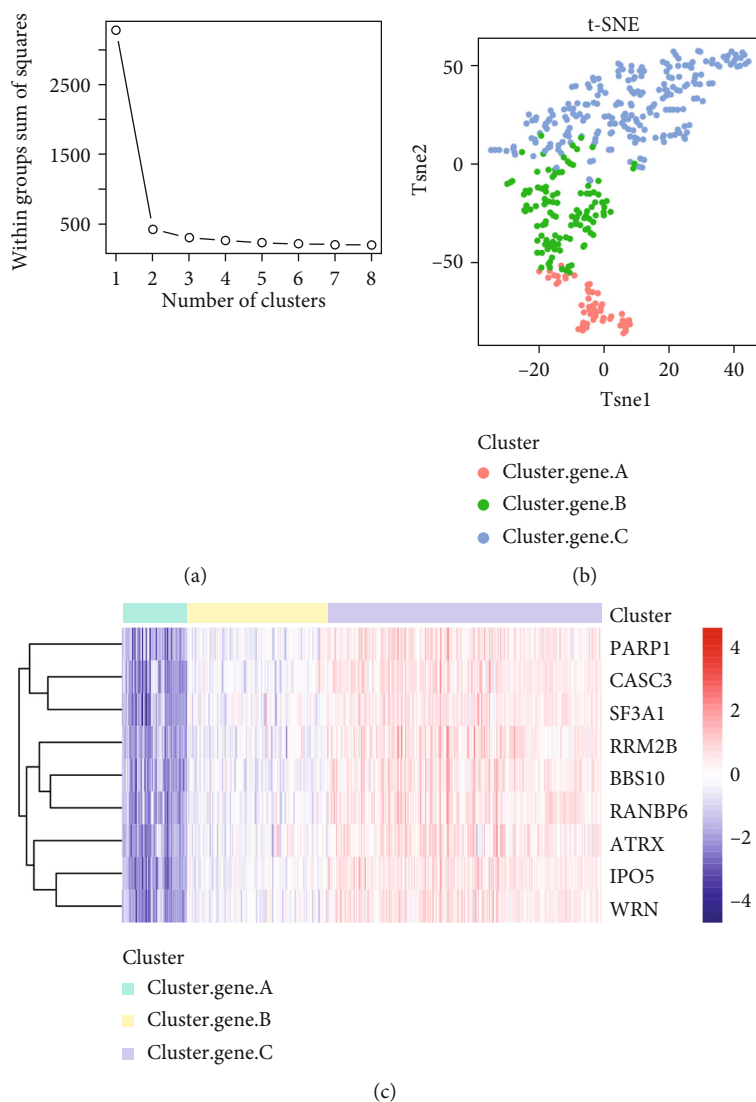 Within groups sum of squares
2500
1500
500
1 2 3 4 5 6 7 8
Number of clusters
(a)
t-SNE
Tsne2
50
0
−50
−20 0 20 40
Tsne1
Cluster
Cluster.gene.A
Cluster.gene.B
Cluster.gene.C
(b)
Cluster
PARP1
CASC3
SF3A1
RRM2B
BBS10
RANBP6
ATRX
IPO5
WRN
4
2
0
−2
−4
Cluster
Cluster.gene.A
Cluster.gene.B
Cluster.gene.C
(c)